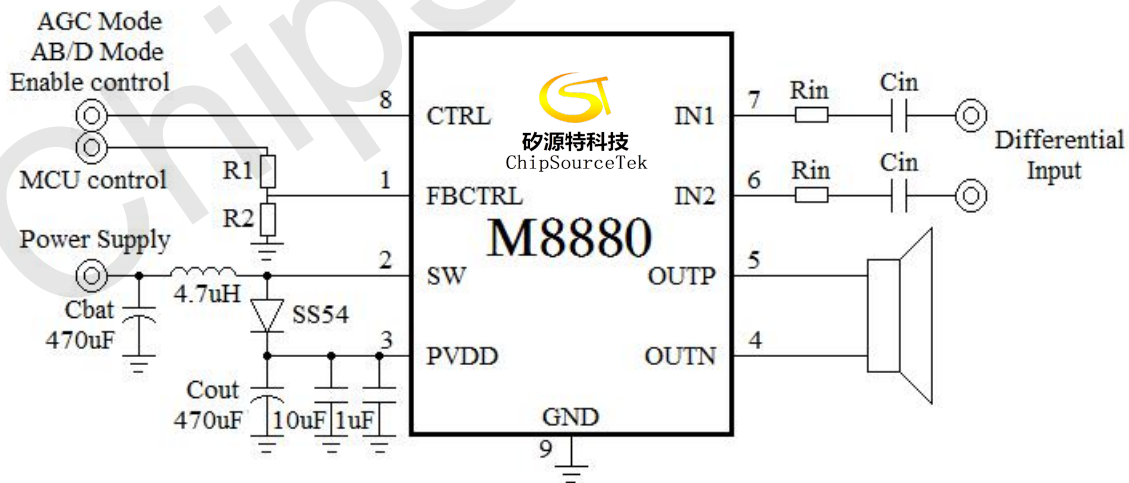 AGC Mode
AB/D Mode
Enable control
MCU control
R1
R2
Power Supply
4.7uH
Cbat
470uF
SS54
Cout
470uF
10uF
1uF
8
1
2
3
CTRL
FBCTRL
SW
PVDD
矽源特科技
ChipSourceTek
M8880
GND
9
IN1
IN2
OUTP
OUTN
7
6
5
4
Rin
Cin
Rin
Cin
Differential
Input
ChipS